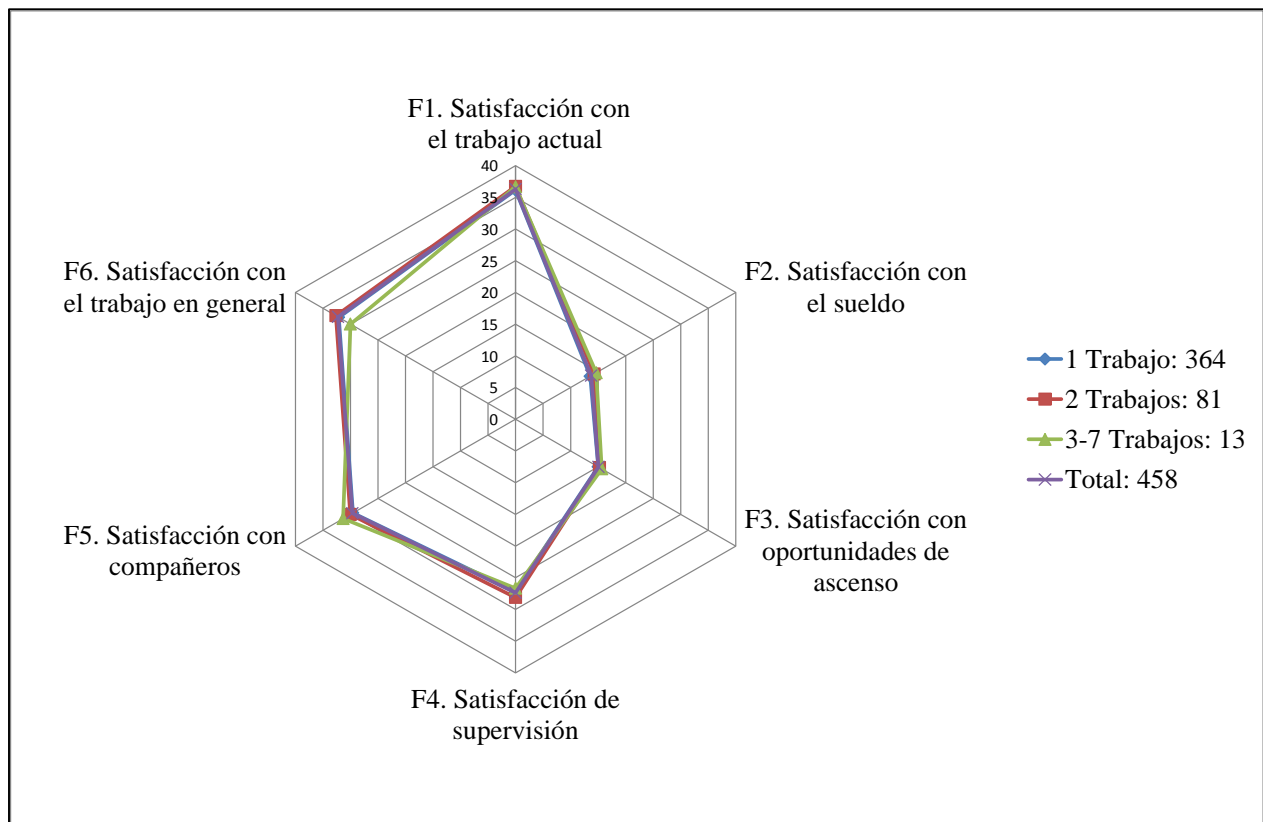 F1. Satisfacción con
el trabajo actual
40
35
30
25
20
15
10
5
0
F2. Satisfacción con
el sueldo
F3. Satisfacción con
oportunidades de
ascenso
F4. Satisfacción de
supervisión
F5. Satisfacción con
compañeros
F6. Satisfacción con
el trabajo en general
1 Trabajo: 364
2 Trabajos: 81
3-7 Trabajos: 13
Total: 458